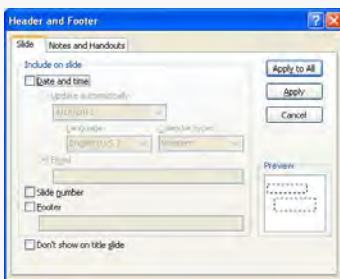 Header and Footer
Slide
Notes and Handouts
Include on slide
Date and time
Update automatically
Language:
Calendar type:
English (U.S.)
Western
Fixed
Slide number
Footer
Don't show on title slide
Apply to All
Apply
Cancel
Preview